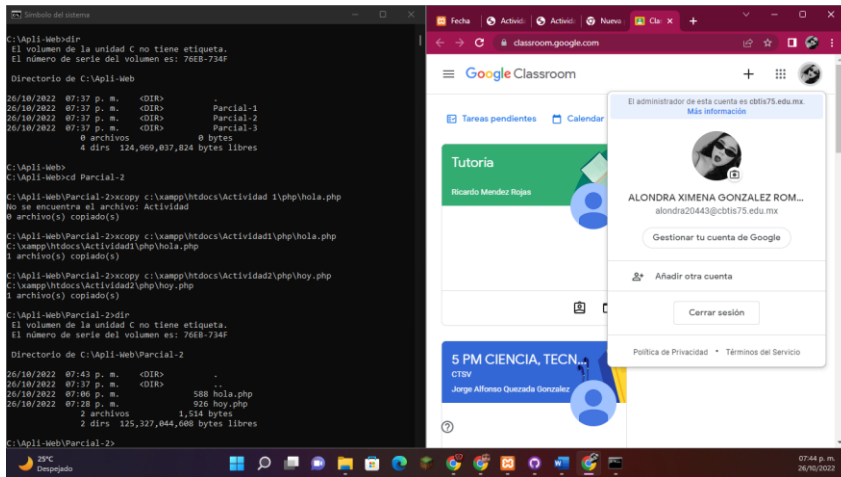 Símbolo del sistema
C:\Apli-Web>dir
El volumen de la unidad C no tiene etiqueta.
El número de serie del volumen es: 76EB-734F
Directorio de C:\Apli-Web
26/10/2022 07:37 p. m. <DIR> .
26/10/2022 07:37 p. m. <DIR> Parcial-1
26/10/2022 07:37 p. m. <DIR> Parcial-2
26/10/2022 07:37 p. m. <DIR> Parcial-3
0 archivos 0 bytes
4 dirs 124,969,037,824 bytes libres
C:\Apli-Web>
C:\Apli-Web>cd Parcial-2
C:\Apli-Web\Parcial-2>xcopy c:\xampp\htdocs\Actividad 1\php\hola.php
No se encuentra el archivo: Actividad
0 archivo(s) copiado(s)
C:\Apli-Web\Parcial-2>xcopy c:\xampp\htdocs\Actividad1\php\hola.php
C:\xampp\htdocs\Actividad1\php\hola.php
1 archivo(s) copiado(s)
C:\Apli-Web\Parcial-2>xcopy c:\xampp\htdocs\Actividad2\php\hoy.php
C:\xampp\htdocs\Actividad2\php\hoy.php
1 archivo(s) copiado(s)
C:\Apli-Web\Parcial-2>dir
El volumen de la unidad C no tiene etiqueta.
El número de serie del volumen es: 76EB-734F
Directorio de C:\Apli-Web\Parcial-2
26/10/2022 07:43 p. m. <DIR> .
26/10/2022 07:37 p. m. <DIR> ..
26/10/2022 07:06 p. m. 588 hola.php
26/10/2022 07:28 p. m. 926 hoy.php
2 archivos 1,514 bytes
2 dirs 125,327,044,608 bytes libres
C:\Apli-Web\Parcial-2>
Fecha Activid Activid Nueva Cla
classroom.google.com
Google Classroom
Tareas pendientes Calendar
Tutoría
Ricardo Mendez Rojas
5 PM CIENCIA, TECN...
CTSV
Jorge Alfonso Quezada Gonzalez
El administrador de esta cuenta es cbtis75.edu.mx.
Más información
ALONDRA XIMENA GONZALEZ ROM...
alondra20443@cbtis75.edu.mx
Gestionar tu cuenta de Google
Añadir otra cuenta
Cerrar sesión
Política de Privacidad • Términos del Servicio
25°C
Despejado
07:44 p. m.
26/10/2022